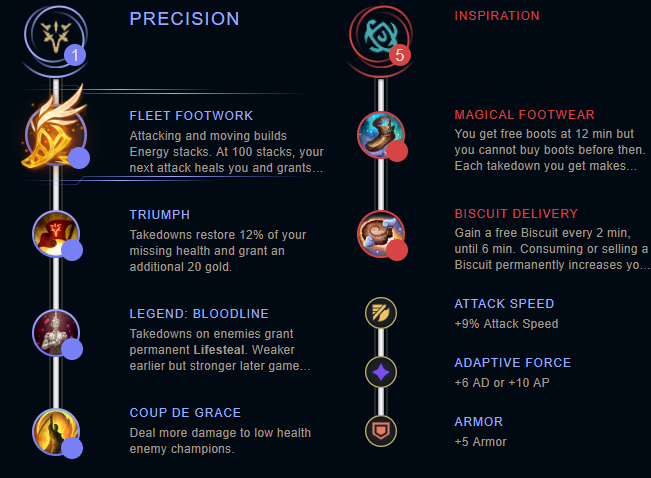 PRECISION
1
FLEET FOOTWORK
Attacking and moving builds
Energy stacks. At 100 stacks, your
next attack heals you and grants…
TRIUMPH
Takedowns restore 12% of your
missing health and grant an
additional 20 gold.
LEGEND: BLOODLINE
Takedowns on enemies grant
permanent Lifesteal. Weaker
earlier but stronger later game…
COUP DE GRACE
Deal more damage to low health
enemy champions.
INSPIRATION
5
MAGICAL FOOTWEAR
You get free boots at 12 min but
you cannot buy boots before then.
Each takedown you get makes…
BISCUIT DELIVERY
Gain a free Biscuit every 2 min,
until 6 min. Consuming or selling a
Biscuit permanently increases yo…
ATTACK SPEED
+9% Attack Speed
ADAPTIVE FORCE
+6 AD or +10 AP
ARMOR
+5 Armor